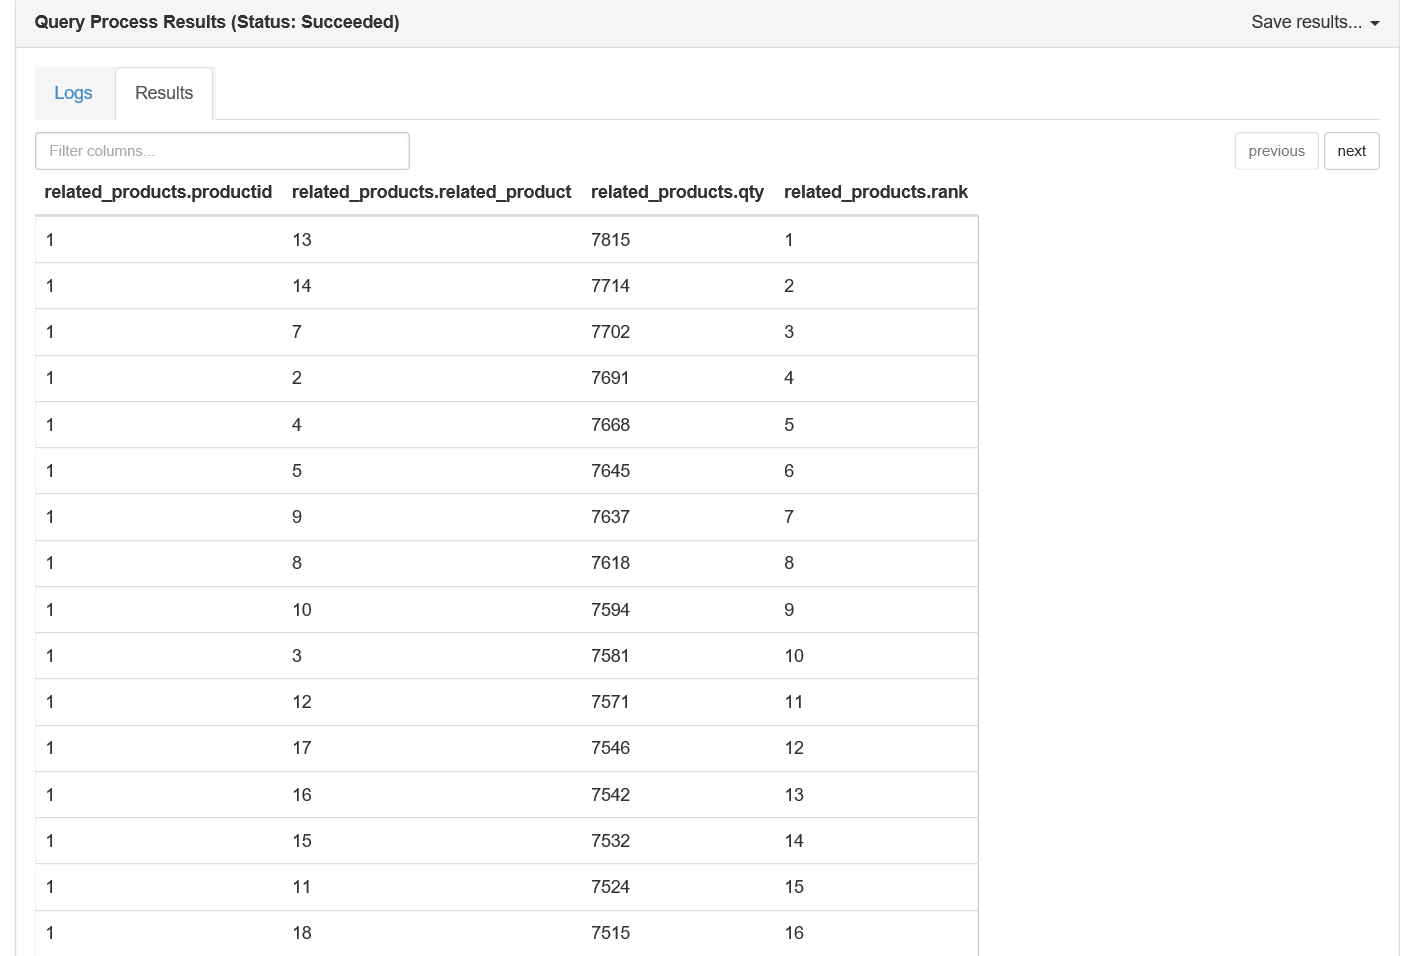 Query Process Results (Status: Succeeded) Save results...
Logs Results
Filter columns... previous next
related_products.productid related_products.related_product related_products.qty related_products.rank
1 13 7815 1
1 14 7714 2
1 7 7702 3
1 2 7691 4
1 4 7668 5
1 5 7645 6
1 9 7637 7
1 8 7618 8
1 10 7594 9
1 3 7581 10
1 12 7571 11
1 17 7546 12
1 16 7542 13
1 15 7532 14
1 11 7524 15
1 18 7515 16